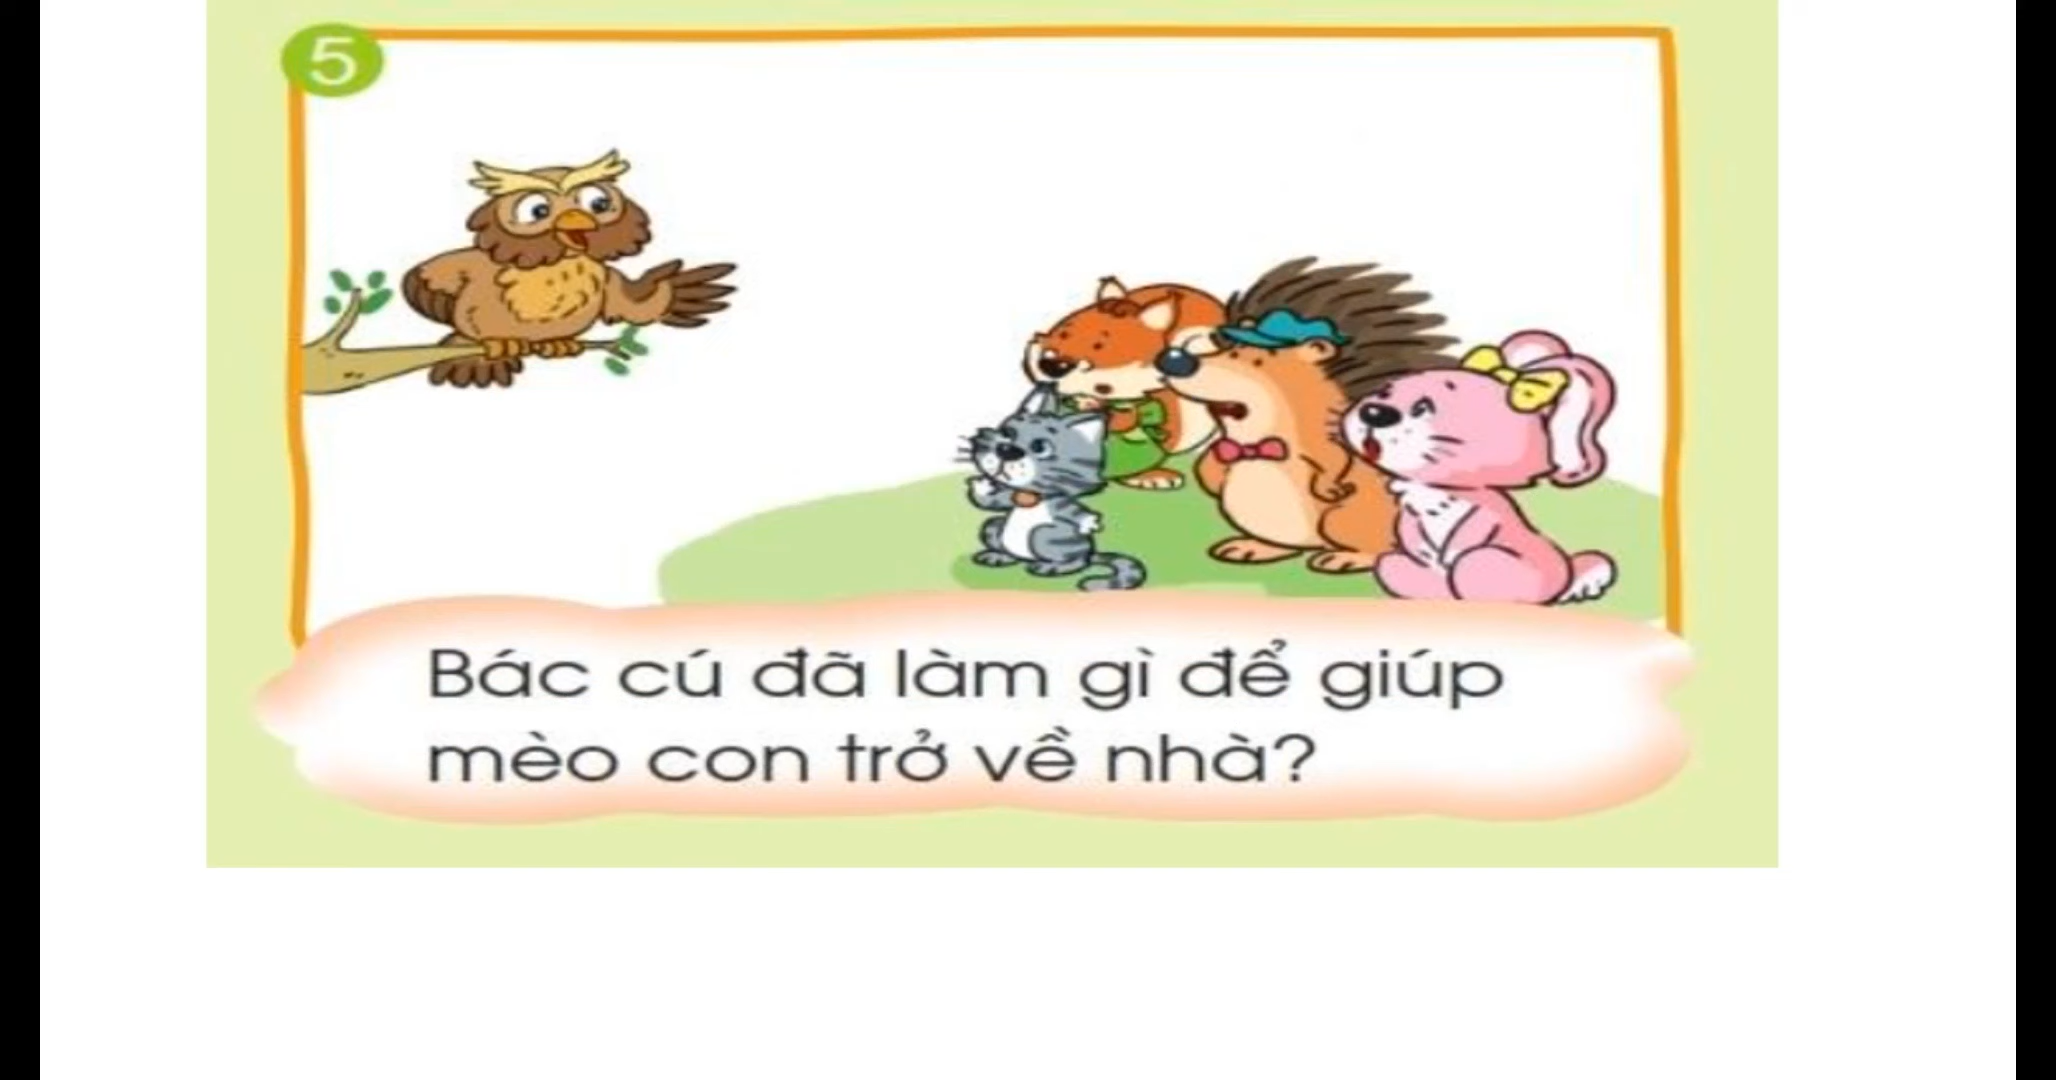 5
Bác cú đã làm gì để giúp
mèo con trở về nhà?